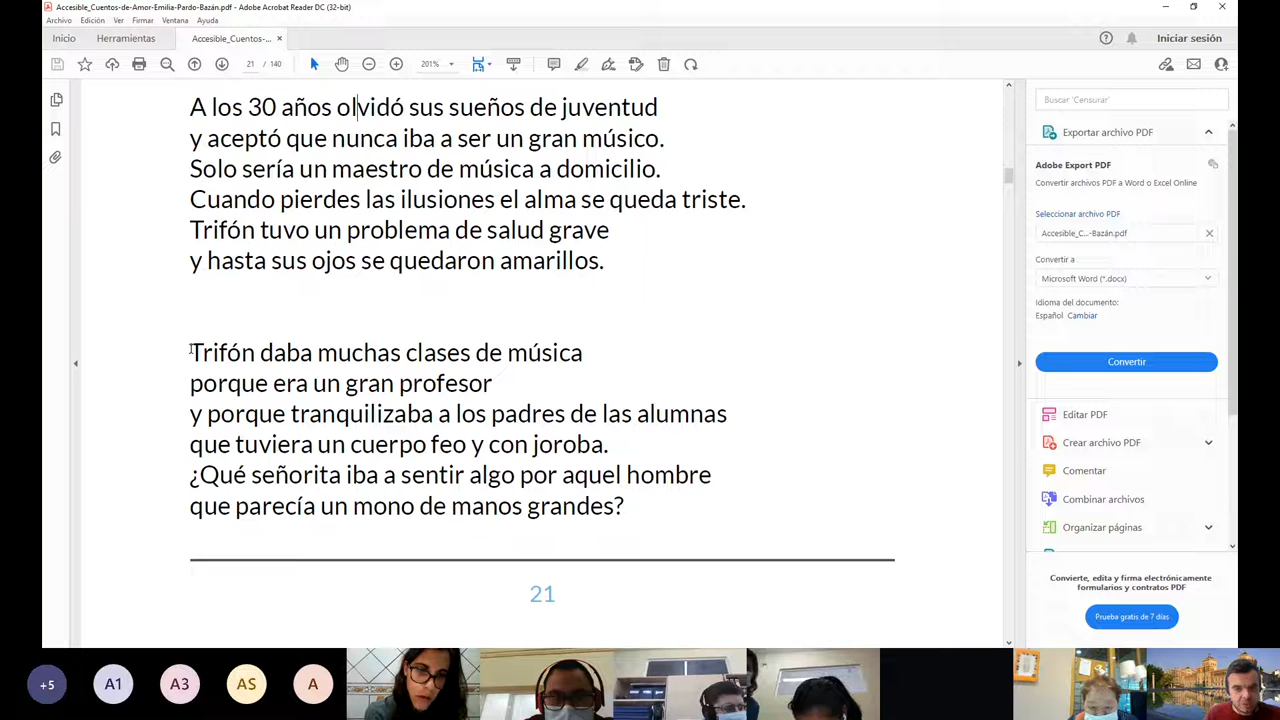 Accesible_Cuentos-de-Amor-Emilia-Pardo-Bazán.pdf - Adobe Acrobat Reader DC (32-bit)
Archivo Edición Ver Firmar Ventana Ayuda
Inicio Herramientas Accesible_Cuentos-... × Iniciar sesión
21 / 140 201%
A los 30 años olvidó sus sueños de juventud
y aceptó que nunca iba a ser un gran músico.
Solo sería un maestro de música a domicilio.
Cuando pierdes las ilusiones el alma se queda triste.
Trifón tuvo un problema de salud grave
y hasta sus ojos se quedaron amarillos.
Trifón daba muchas clases de música
porque era un gran profesor
y porque tranquilizaba a los padres de las alumnas
que tuviera un cuerpo feo y con joroba.
¿Qué señorita iba a sentir algo por aquel hombre
que parecía un mono de manos grandes?
21
Buscar 'Censurar'
Exportar archivo PDF
Adobe Export PDF
Convertir archivos PDF a Word o Excel Online
Seleccionar archivo PDF
Accesible_C...-Bazán.pdf
Convertir a
Microsoft Word (*.docx)
Idioma del documento:
Español Cambiar
Convertir
Editar PDF
Crear archivo PDF
Comentar
Combinar archivos
Organizar páginas
Convierte, edita y firma electrónicamente
formularios y contratos PDF
Prueba gratis de 7 días
+5 A1 A3 AS A